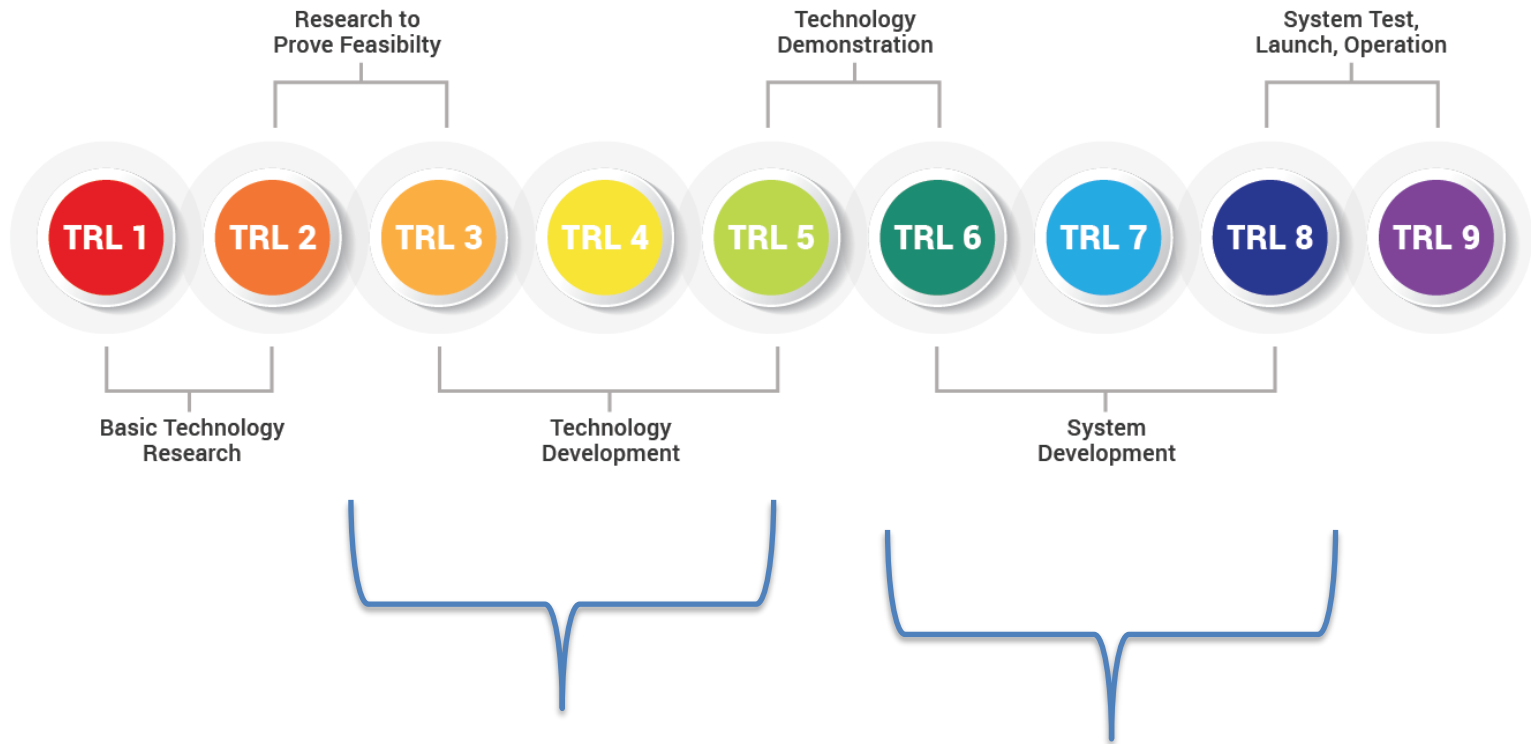 Research to
Prove Feasibilty
Technology
Demonstration
System Test,
Launch, Operation
TRL 1
TRL 2
TRL 3
TRL 4
TRL 5
TRL 6
TRL 7
TRL 8
TRL 9
Basic Technology
Research
Technology
Development
System
Development